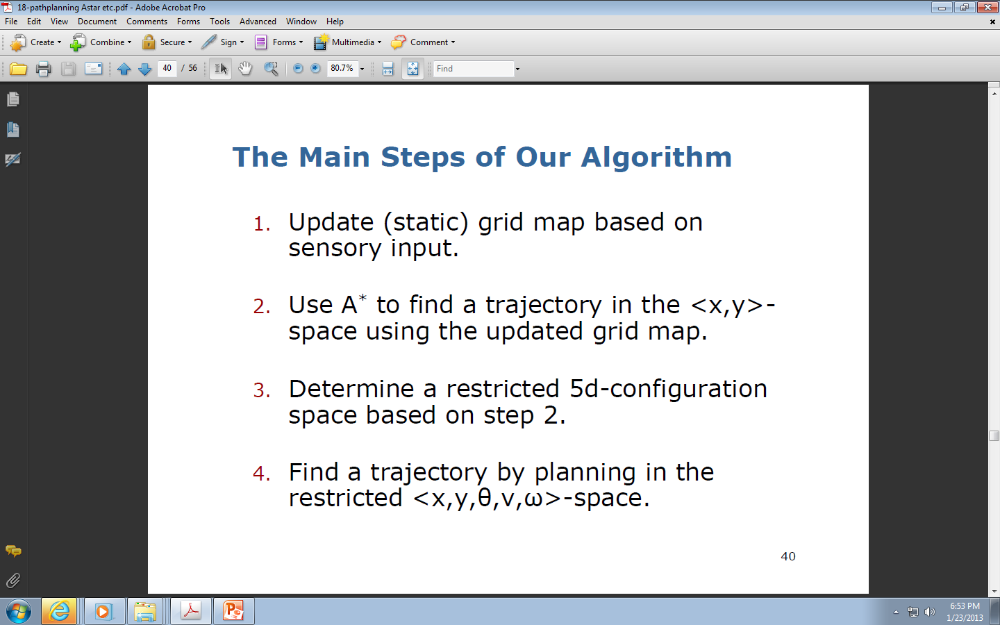 18-pathplanning Astar etc.pdf - Adobe Acrobat Pro
File Edit View Document Comments Forms Tools Advanced Window Help
Create Combine Secure Sign Forms Multimedia Comment
40 / 56 80.7% Find
The Main Steps of Our Algorithm
1. Update (static) grid map based on
sensory input.
2. Use A* to find a trajectory in the <x,y>-
space using the updated grid map.
3. Determine a restricted 5d-configuration
space based on step 2.
4. Find a trajectory by planning in the
restricted <x,y,θ,v,ω>-space.
40
6:53 PM
1/23/2013